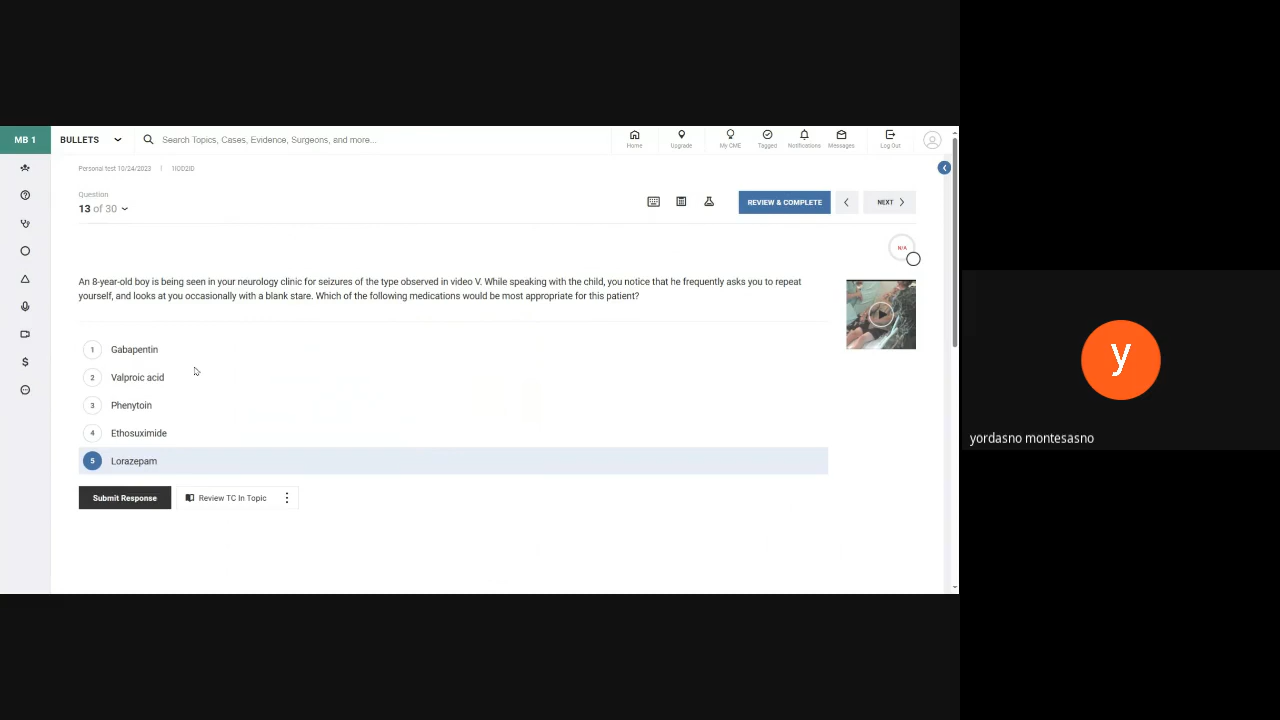 MB 1
BULLETS
Search Topics, Cases, Evidence, Surgeons, and more...
Home
Upgrade
My CME
Tagged
Notifications
Messages
Log Out
Personal test 10/24/2023
Question
13 of 30
REVIEW & COMPLETE
NEXT
N/A
An 8-year-old boy is being seen in your neurology clinic for seizures of the type observed in video V. While speaking with the child, you notice that he frequently asks you to repeat
yourself, and looks at you occasionally with a blank stare. Which of the following medications would be most appropriate for this patient?
1 Gabapentin
2 Valproic acid
3 Phenytoin
4 Ethosuximide
5 Lorazepam
Submit Response
Review TC In Topic
y
yordasno montesasno